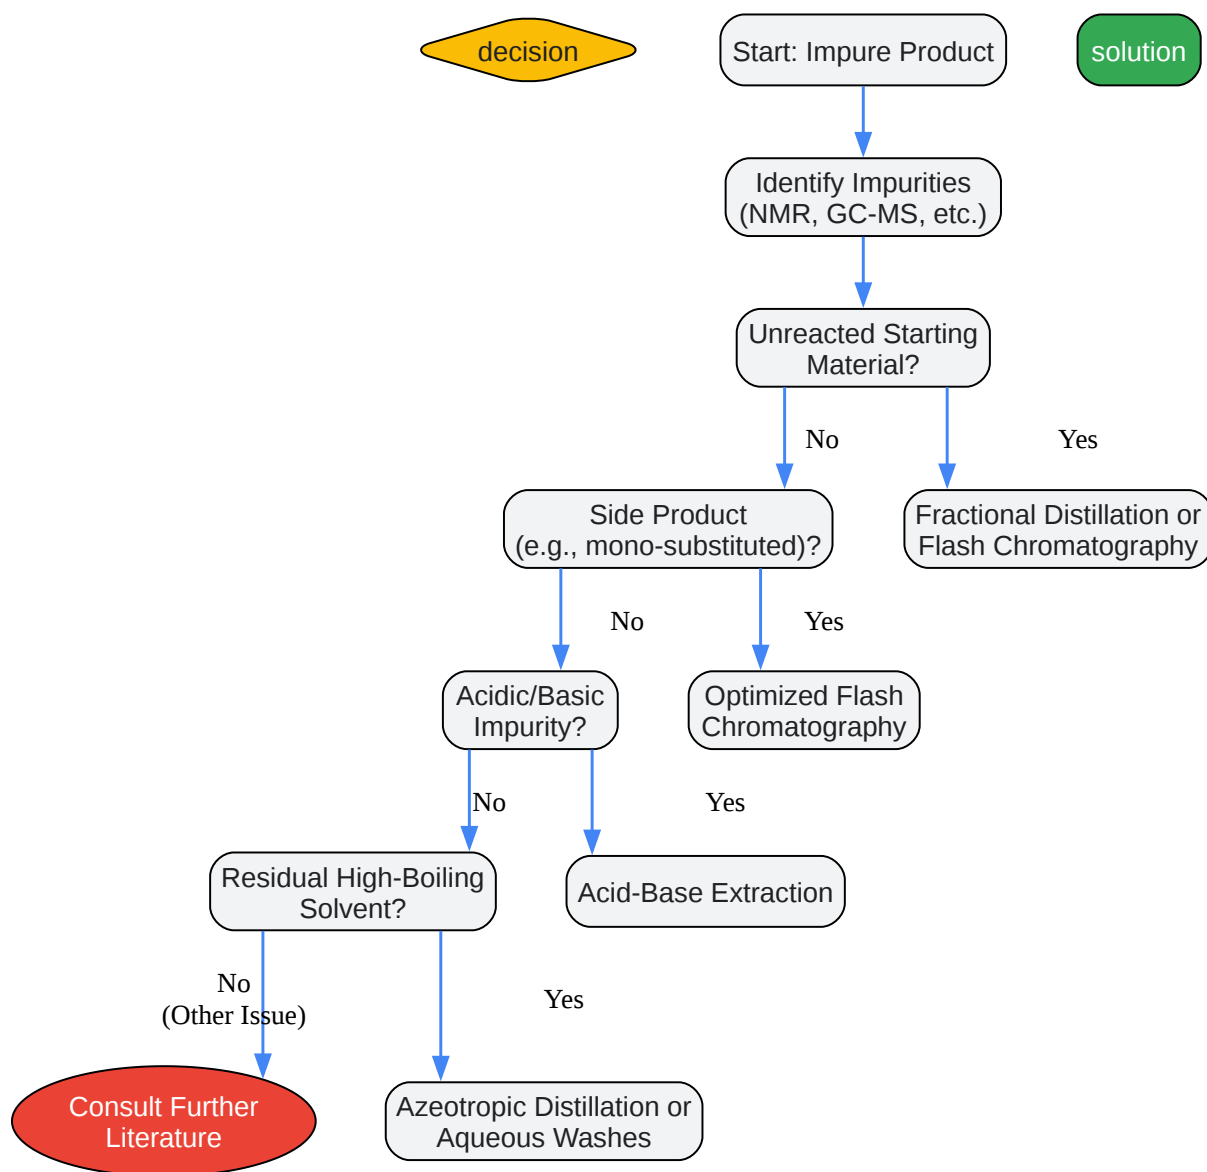 decision
Start: Impure Product
solution
Identify Impurities
(NMR, GC-MS, etc.)
Unreacted Starting
Material?
No
Yes
Side Product
(e.g., mono-substituted)?
Fractional Distillation or
Flash Chromatography
No
Yes
Acidic/Basic
Impurity?
Optimized Flash
Chromatography
No
Yes
Residual High-Boiling
Solvent?
Acid-Base Extraction
No
(Other Issue)
Yes
Consult Further
Literature
Azeotropic Distillation or
Aqueous Washes